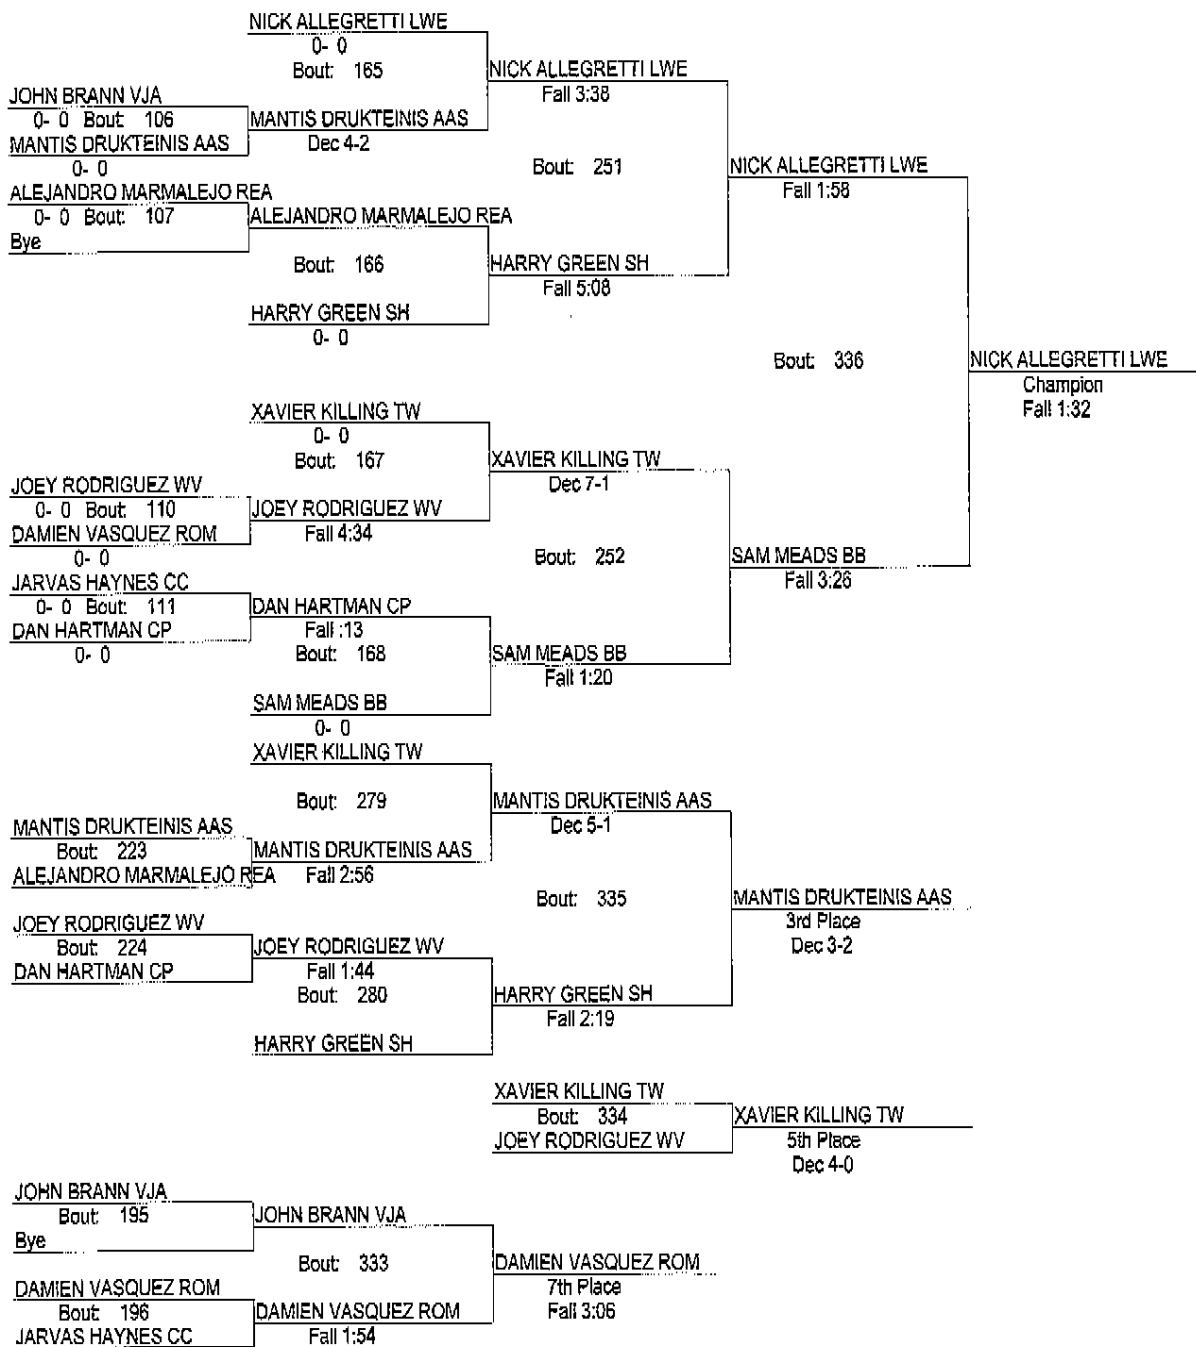 NICK ALLEGRETTI LWE
0- 0
Bout: 165
NICK ALLEGRETTI LWE
Fall 3:38
JOHN BRANN VJA
0- 0 Bout: 106
MANTIS DRUKTEINIS AAS
0- 0
MANTIS DRUKTEINIS AAS
Dec 4-2
Bout: 251
NICK ALLEGRETTI LWE
Fall 1:58
ALEJANDRO MARMALEJO REA
0- 0 Bout: 107
Bye
ALEJANDRO MARMALEJO REA
Bout: 166
HARRY GREEN SH
Fall 5:08
HARRY GREEN SH
0- 0
Bout: 336
NICK ALLEGRETTI LWE
Champion
Fall 1:32
XAVIER KILLING TW
0- 0
Bout: 167
XAVIER KILLING TW
Dec 7-1
JOEY RODRIGUEZ WV
0- 0 Bout: 110
DAMIEN VASQUEZ ROM
0- 0
JOEY RODRIGUEZ WV
Fall 4:34
Bout: 252
SAM MEADS BB
Fall 3:26
JARVAS HAYNES CC
0- 0 Bout: 111
DAN HARTMAN CP
0- 0
DAN HARTMAN CP
Fall :13
Bout: 168
SAM MEADS BB
Fall 1:20
SAM MEADS BB
0- 0
XAVIER KILLING TW
Bout: 279
MANTIS DRUKTEINIS AAS
Dec 5-1
MANTIS DRUKTEINIS AAS
Bout: 223
ALEJANDRO MARMALEJO REA
MANTIS DRUKTEINIS AAS
Fall 2:56
Bout: 335
MANTIS DRUKTEINIS AAS
3rd Place
Dec 3-2
JOEY RODRIGUEZ WV
Bout: 224
DAN HARTMAN CP
JOEY RODRIGUEZ WV
Fall 1:44
Bout: 280
HARRY GREEN SH
Fall 2:19
HARRY GREEN SH
XAVIER KILLING TW
Bout: 334
JOEY RODRIGUEZ WV
XAVIER KILLING TW
5th Place
Dec 4-0
JOHN BRANN VJA
Bout: 195
Bye
JOHN BRANN VJA
Bout: 333
DAMIEN VASQUEZ ROM
7th Place
Fall 3:06
DAMIEN VASQUEZ ROM
Bout: 196
JARVAS HAYNES CC
DAMIEN VASQUEZ ROM
Fall 1:54